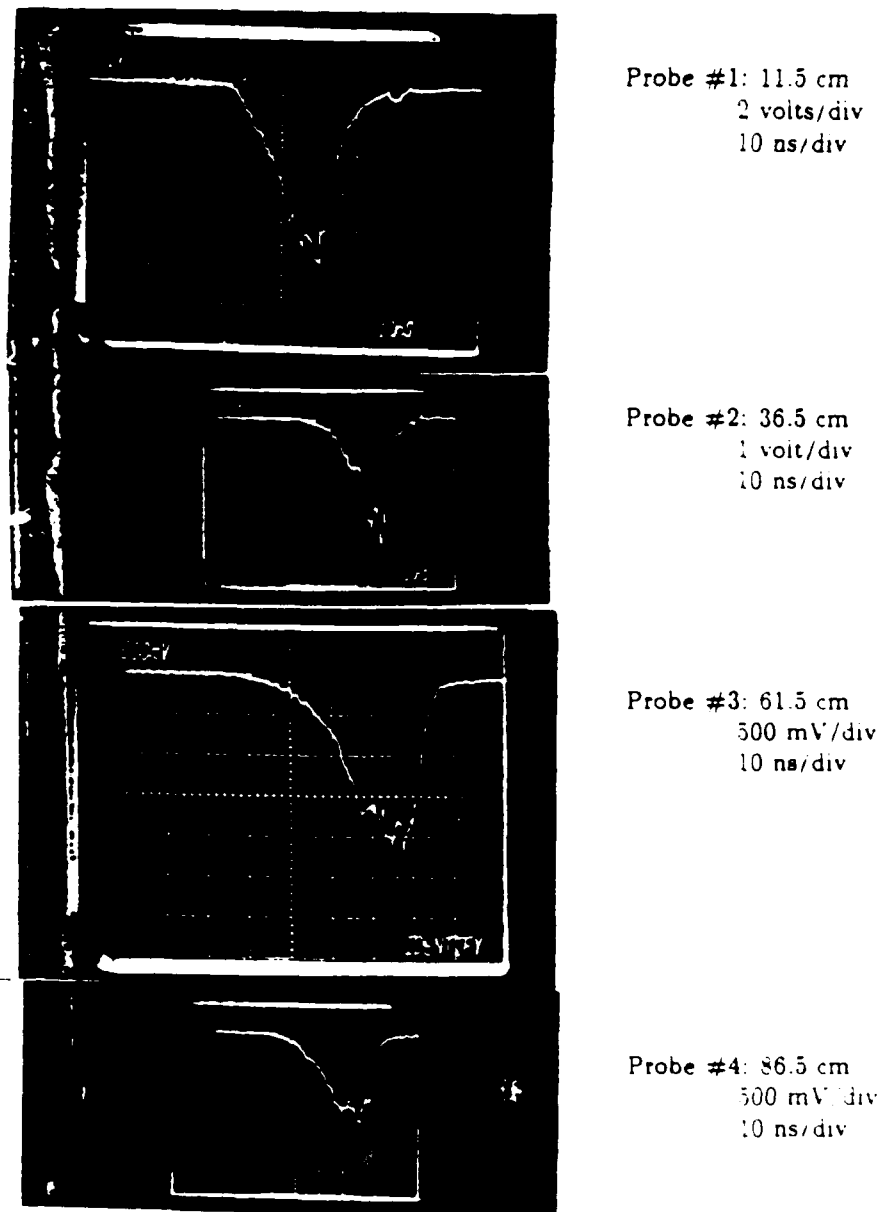 Probe #1: 11.5 cm
2 volts/div
10 ns/div
Probe #2: 36.5 cm
1 volt/div
10 ns/div
Probe #3: 61.5 cm
500 mV/div
10 ns/div
Probe #4: 86.5 cm
500 mV/div
10 ns/div